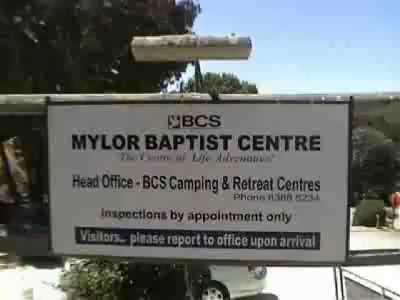 BCS
MYLOR BAPTIST CENTRE
"The Centre of Life Adventures"
Head Office - BCS Camping & Retreat Centres
Phone 8388 5234
inspections by appointment only
Visitors... please report to office upon arrival